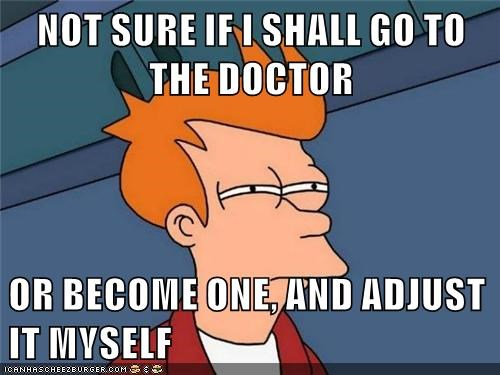 NOT SURE IF I SHALL GO TO
THE DOCTOR
OR BECOME ONE, AND ADJUST
IT MYSELF
ICANHASCHEEZBURGER.COM